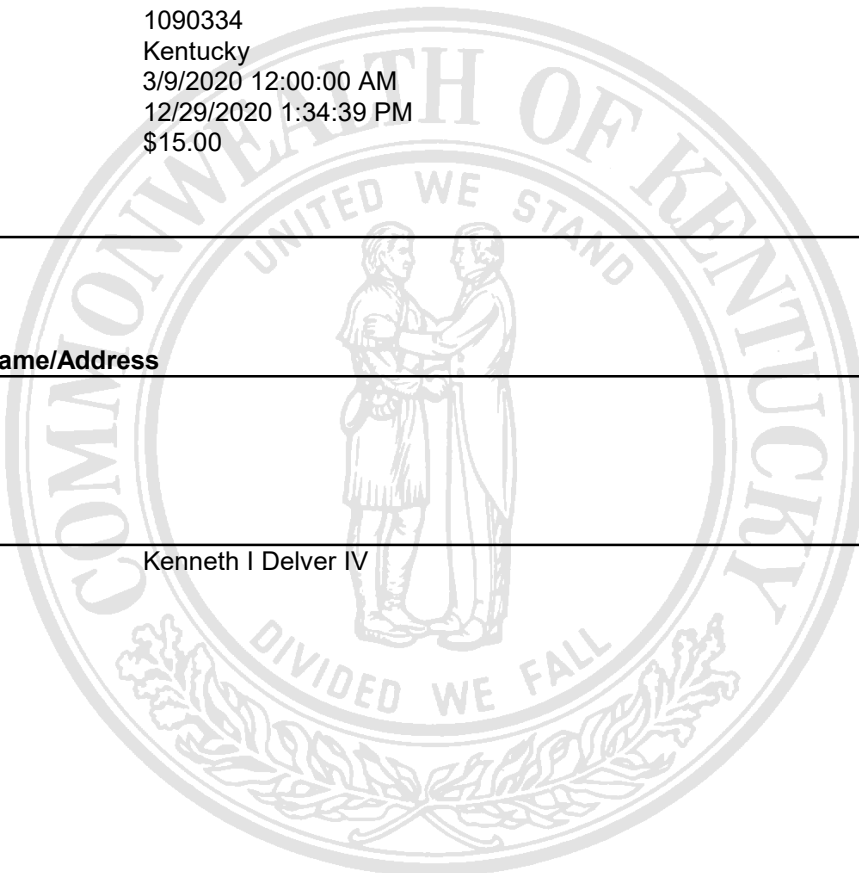 1090334
Kentucky
3/9/2020 12:00:00 AM
12/29/2020 1:34:39 PM
$15.00
COMMONWEALTH OF KENTUCKY
UNITED WE STAND
ame/Address
Kenneth I Delver IV
DIVIDED WE FALL